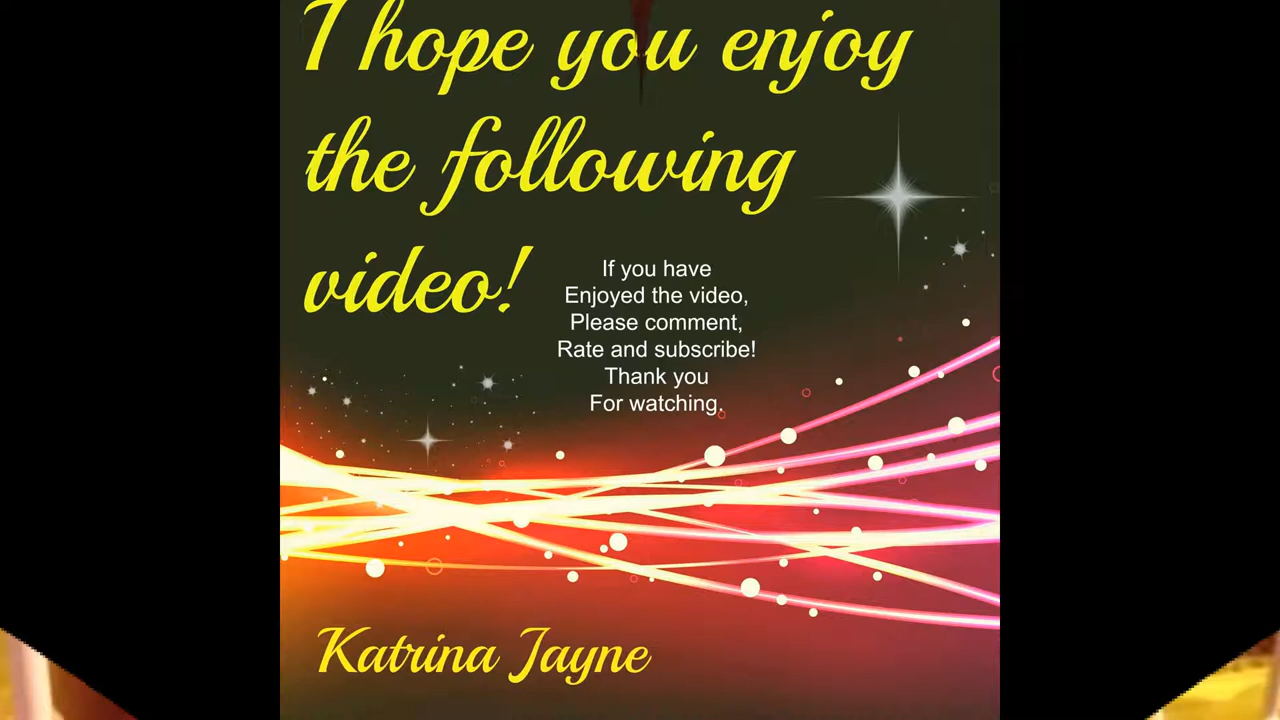 I hope you enjoy
the following
video!
If you have
Enjoyed the video,
Please comment,
Rate and subscribe!
Thank you
For watching.
Katrina Jayne